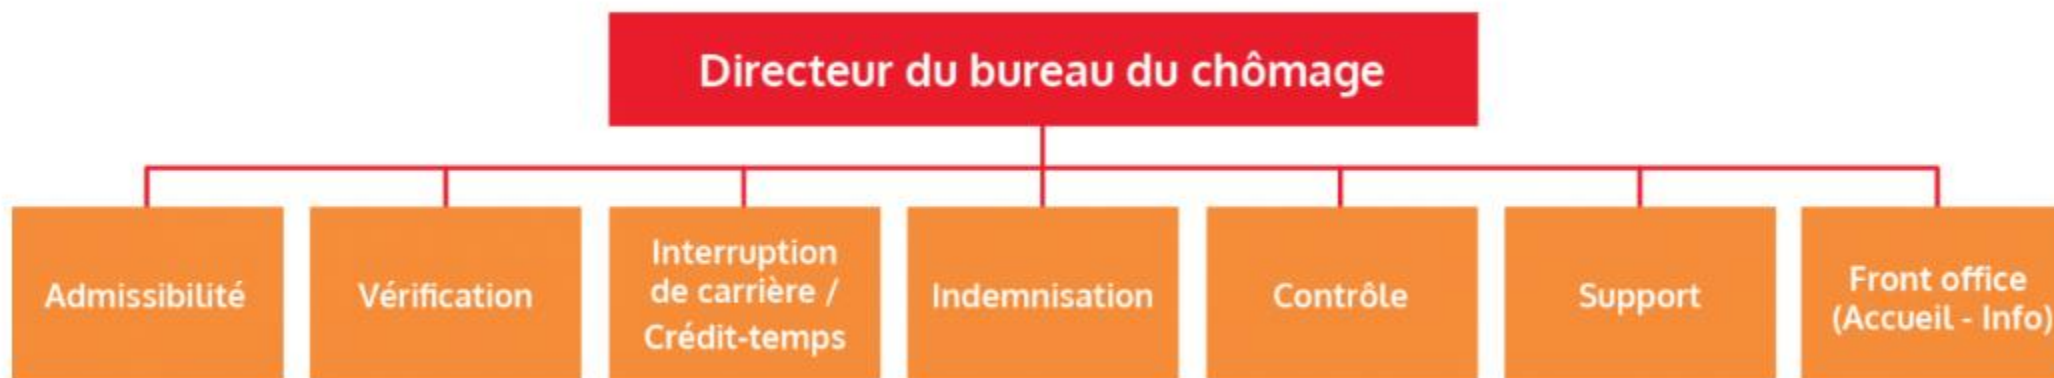 Directeur du bureau du chômage
Admissibilité
Vérification
Interruption
de carrière /
Crédit-temps
Indemnisation
Contrôle
Support
Front office
(Accueil - Info)